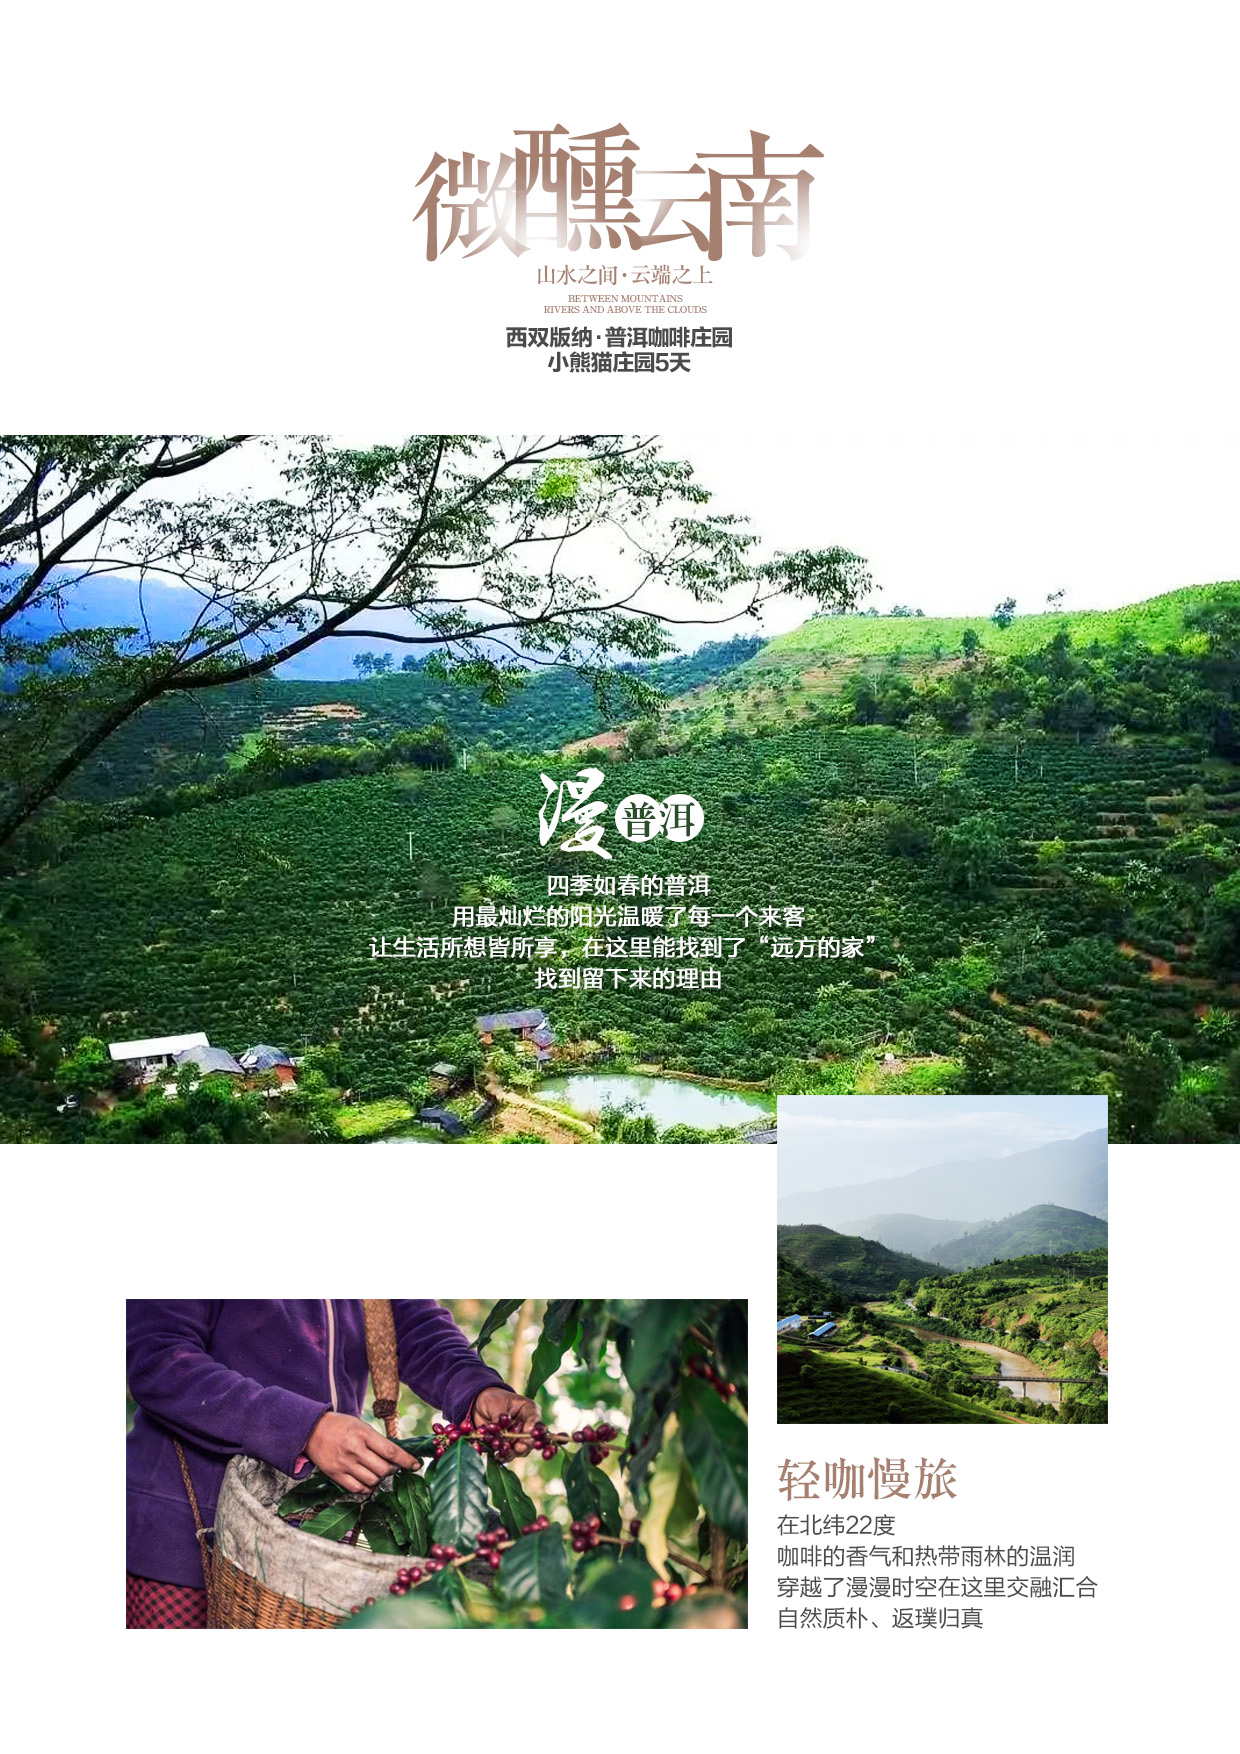 微醺云南
山水之间·云端之上
BETWEEN MOUNTAINS
RIVERS AND ABOVE THE CLOUDS
西双版纳·普洱咖啡庄园
小熊猫庄园5天
漫普洱
四季如春的普洱
用最灿烂的阳光温暖了每一个来客
让生活所想皆所享，在这里能找到了“远方的家”
找到留下来的理由
轻咖慢旅
在北纬22度
咖啡的香气和热带雨林的温润
穿越了漫漫时空在这里交融汇合
自然质朴、返璞归真